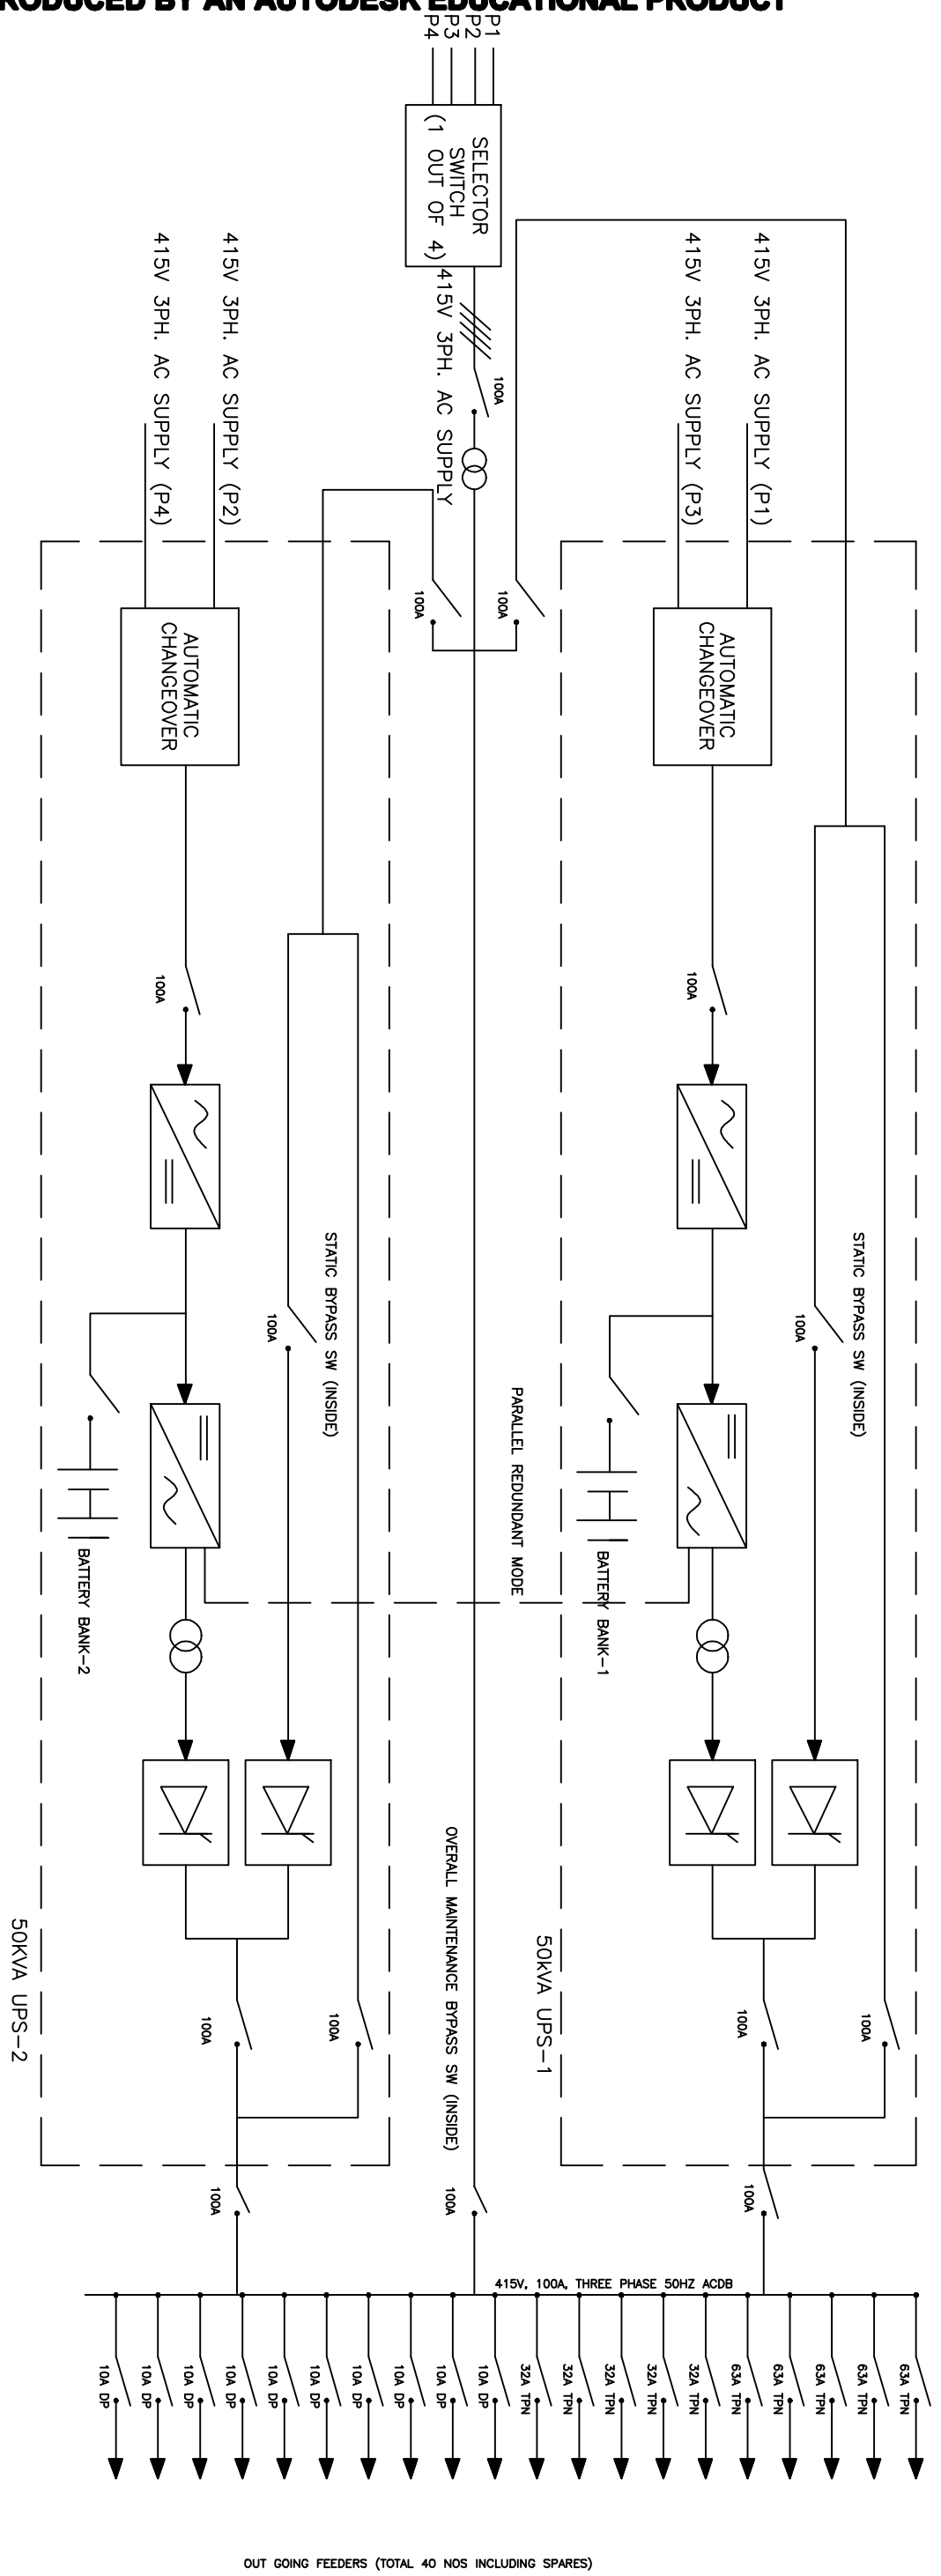 RODUCED BY AN AUTODESK EDUCATIONAL PRODUCT
P1
P2
P3
P4
SELECTOR
SWITCH
(1 OUT OF 4)
415V 3PH. AC SUPPLY
100A
100A
100A
415V 3PH. AC SUPPLY (P1)
415V 3PH. AC SUPPLY (P3)
AUTOMATIC
CHANGEOVER
100A
STATIC BYPASS SW (INSIDE)
100A
BATTERY BANK-1
100A
100A
50kVA UPS-1
100A
PARALLEL REDUNDANT MODE
OVERALL MAINTENANCE BYPASS SW (INSIDE)
100A
415V 3PH. AC SUPPLY (P2)
415V 3PH. AC SUPPLY (P4)
AUTOMATIC
CHANGEOVER
100A
STATIC BYPASS SW (INSIDE)
100A
BATTERY BANK-2
100A
100A
50KVA UPS-2
100A
415V, 100A, THREE PHASE 50HZ ACDB
63A TPN
63A TPN
63A TPN
63A TPN
63A TPN
32A TPN
32A TPN
32A TPN
32A TPN
32A TPN
10A DP
10A DP
10A DP
10A DP
10A DP
10A DP
10A DP
10A DP
10A DP
10A DP
OUT GOING FEEDERS (TOTAL 40 NOS INCLUDING SPARES)